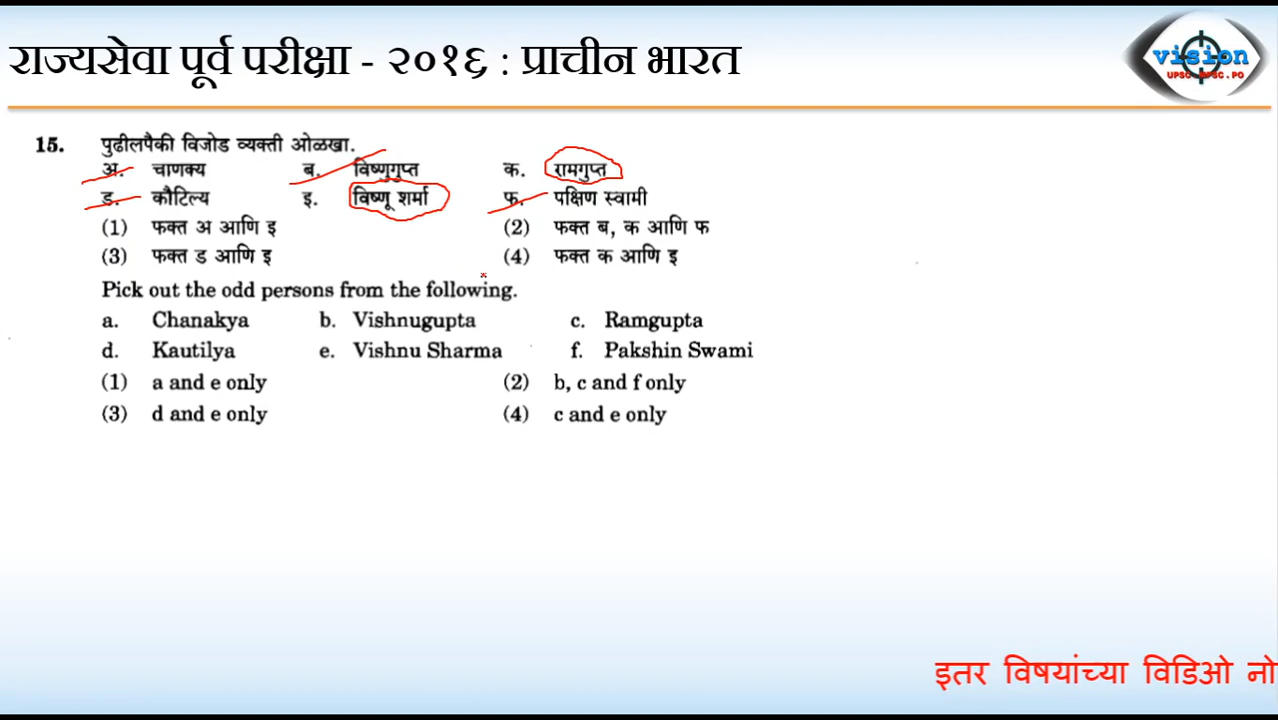 राज्यसेवा पूर्व परीक्षा - २०१६ : प्राचीन भारत
vision
UPSC MPSC . PO
15. पुढीलपैकी विजोड व्यक्ती ओळखा.
अ. चाणक्य ब. विष्णुगुप्त क. रामगुप्त
ड. कौटिल्य इ. विष्णू शर्मा फ. पक्षिण स्वामी
(1) फक्त अ आणि इ (2) फक्त ब, क आणि फ
(3) फक्त ड आणि इ (4) फक्त क आणि इ
Pick out the odd persons from the following.
a. Chanakya b. Vishnugupta c. Ramgupta
d. Kautilya e. Vishnu Sharma f. Pakshin Swami
(1) a and e only (2) b, c and f only
(3) d and e only (4) c and e only
इतर विषयांच्या विडिओ नो